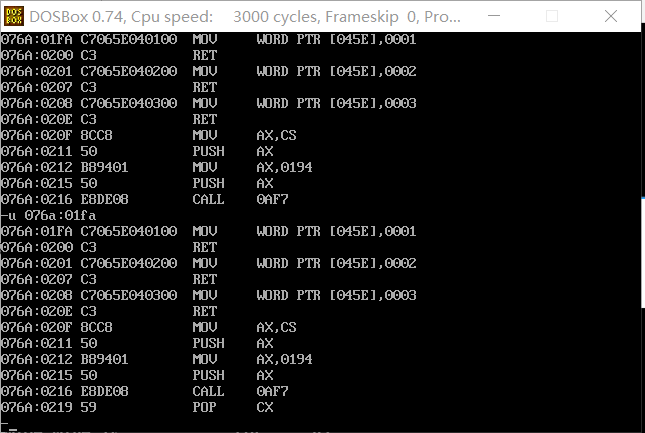 DOS
BOX
DOSBox 0.74, Cpu speed: 3000 cycles, Frameskip 0, Pro...
076A:01FA C7065E040100 MOV WORD PTR [045E],0001
076A:0200 C3 RET
076A:0201 C7065E040200 MOV WORD PTR [045E],0002
076A:0207 C3 RET
076A:0208 C7065E040300 MOV WORD PTR [045E],0003
076A:020E C3 RET
076A:020F 8CC8 MOV AX,CS
076A:0211 50 PUSH AX
076A:0212 B89401 MOV AX,0194
076A:0215 50 PUSH AX
076A:0216 E8DE08 CALL 0AF7
-u 076a:01fa
076A:01FA C7065E040100 MOV WORD PTR [045E],0001
076A:0200 C3 RET
076A:0201 C7065E040200 MOV WORD PTR [045E],0002
076A:0207 C3 RET
076A:0208 C7065E040300 MOV WORD PTR [045E],0003
076A:020E C3 RET
076A:020F 8CC8 MOV AX,CS
076A:0211 50 PUSH AX
076A:0212 B89401 MOV AX,0194
076A:0215 50 PUSH AX
076A:0216 E8DE08 CALL 0AF7
076A:0219 59 POP CX
-_